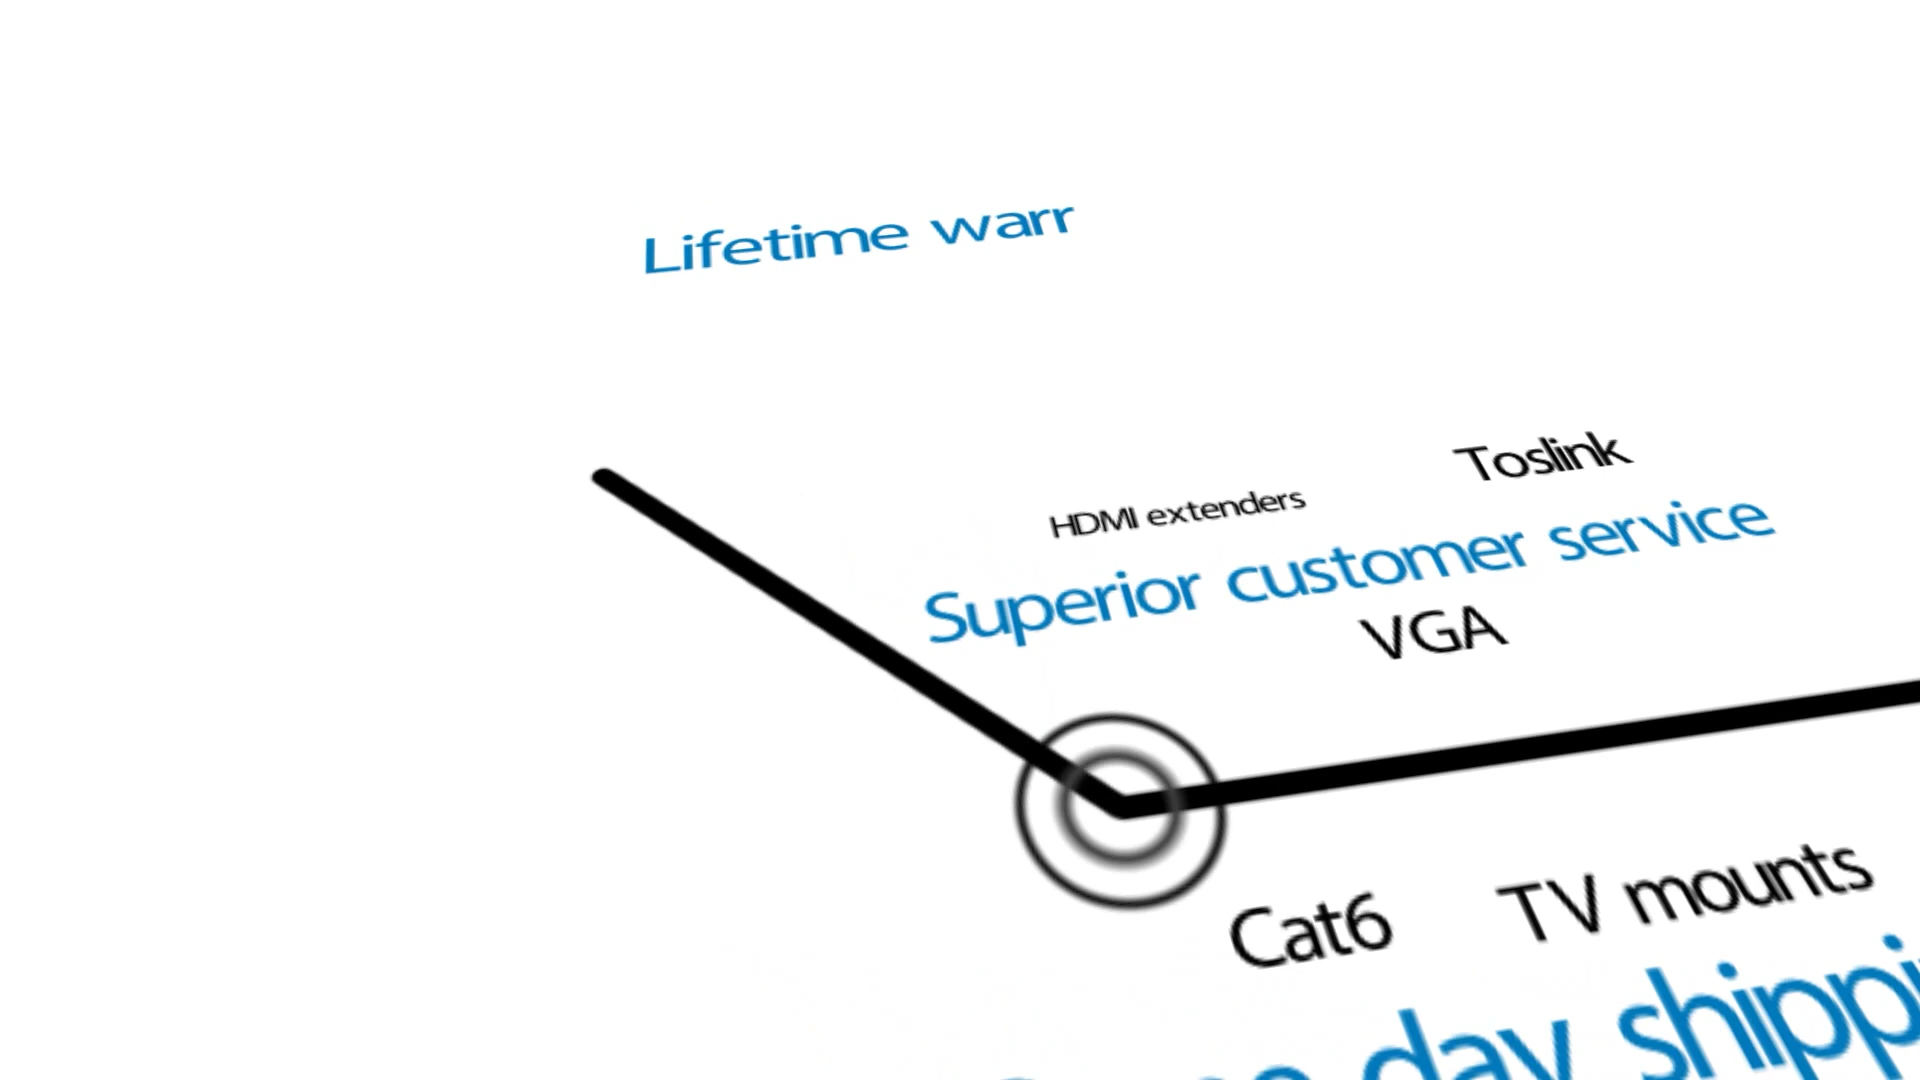 Lifetime warr
Toslink
HDMI extenders
Superior customer service
VGA
Cat6
TV mounts
day shippi